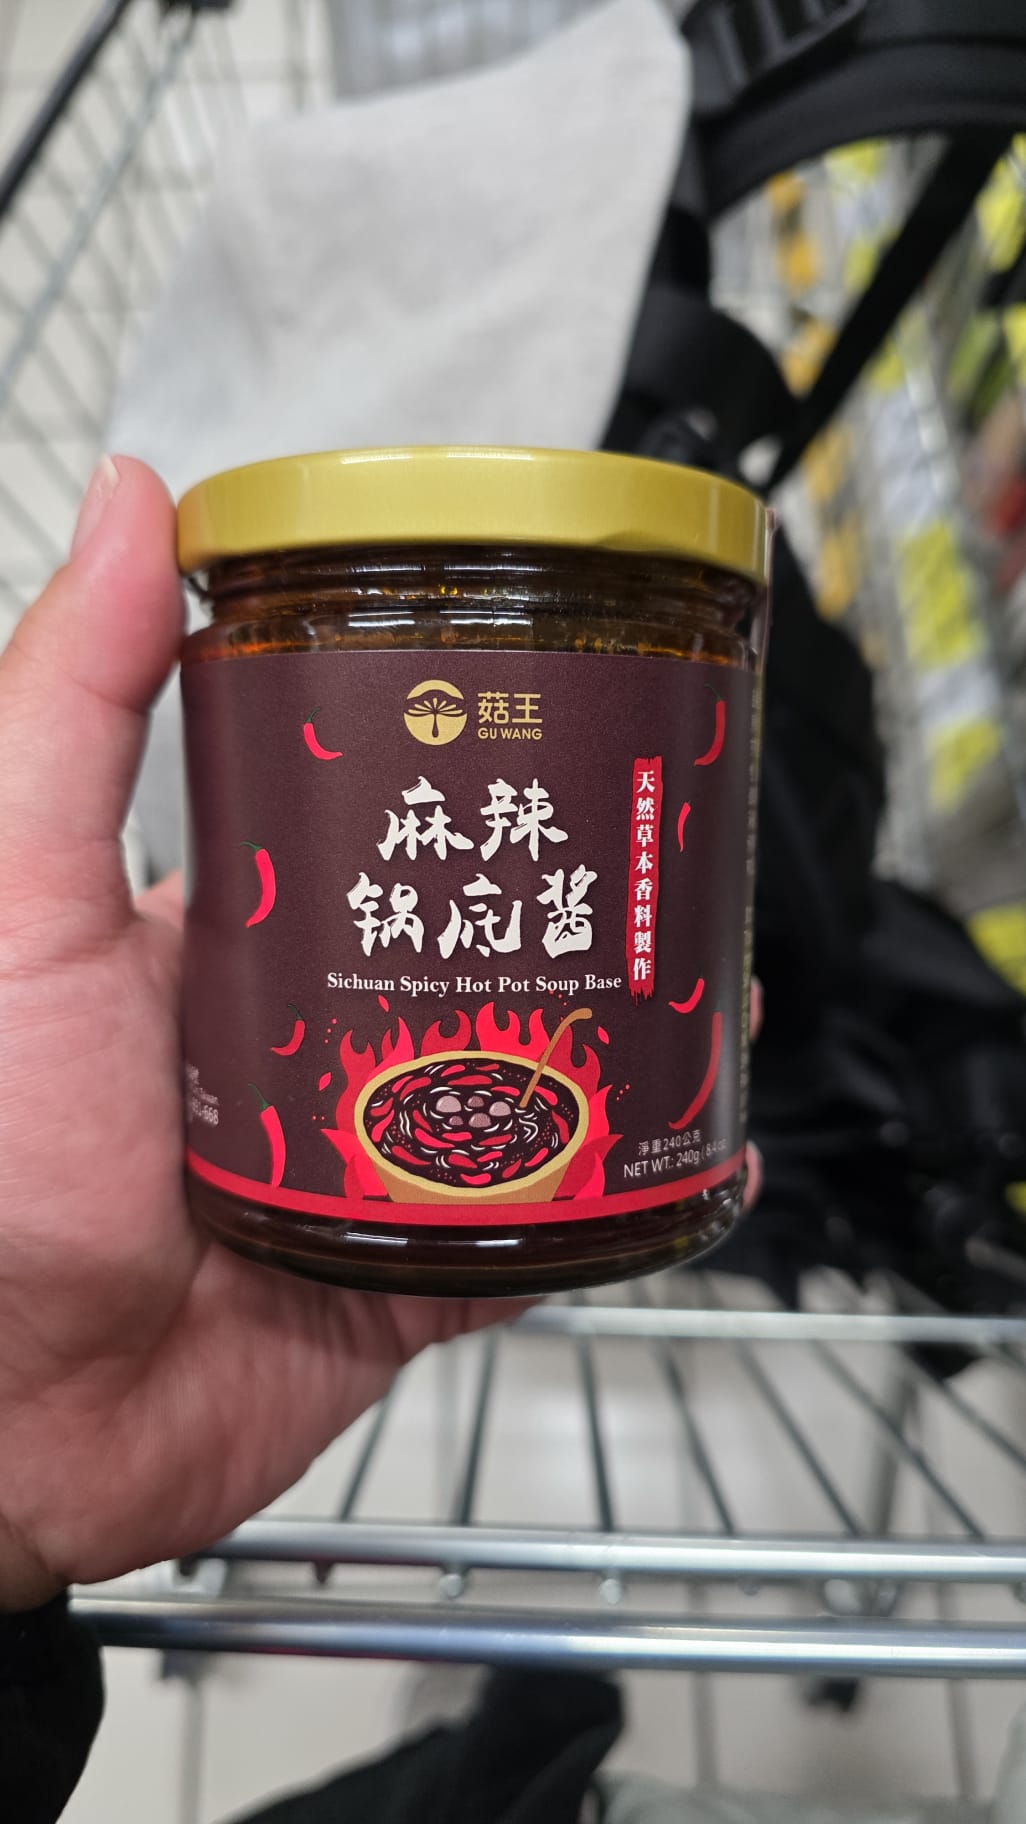 菇王
GU WANG
麻辣
锅底酱
天然草本香料製作
Sichuan Spicy Hot Pot Soup Base
淨重240公克
NET WT.: 240g